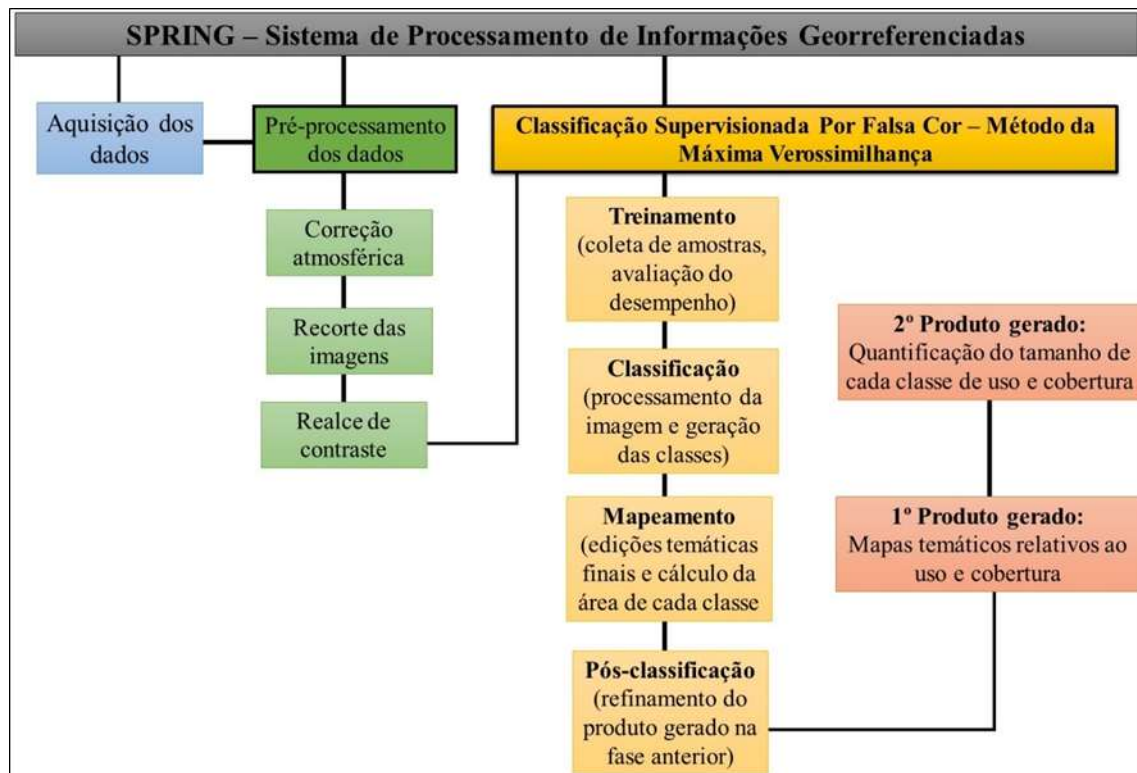 SPRING – Sistema de Processamento de Informações Georreferenciadas
Aquisição dos
dados
Pré-processamento
dos dados
Correção
atmosférica
Recorte das
imagens
Realce de
contraste
Classificação Supervisionada Por Falsa Cor – Método da
Máxima Verossimilhança
Treinamento
(coleta de amostras,
avaliação do
desempenho)
Classificação
(processamento da
imagem e geração
das classes)
Mapeamento
(edições temáticas
finais e cálculo da
área de cada classe
Pós-classificação
(refinamento do
produto gerado na
fase anterior)
1º Produto gerado:
Mapas temáticos relativos ao
uso e cobertura
2º Produto gerado:
Quantificação do tamanho de
cada classe de uso e cobertura